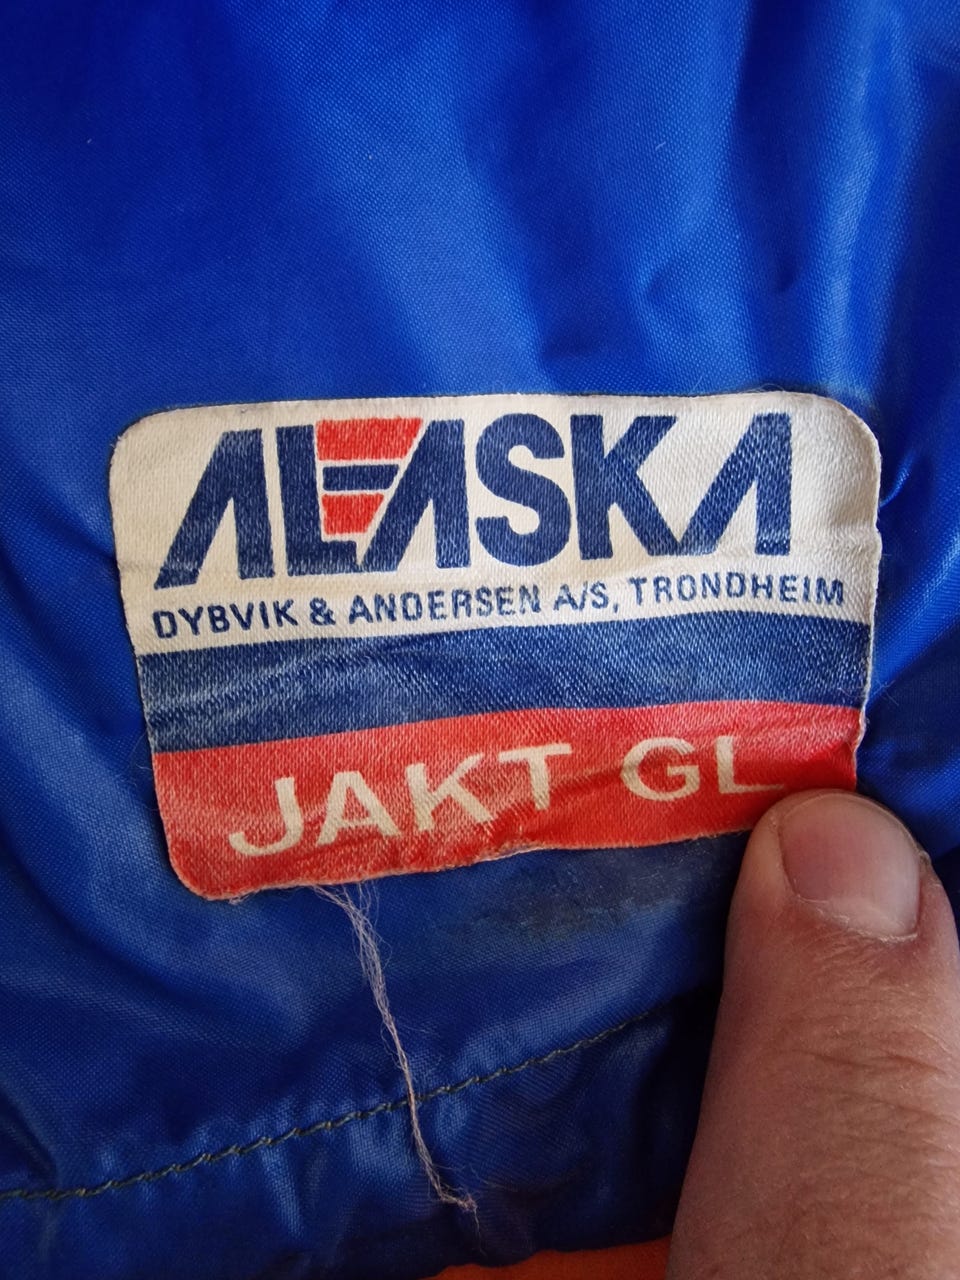 ALASKA
DYBVIK & ANDERSEN A/S, TRONDHEIM
JAKT GL